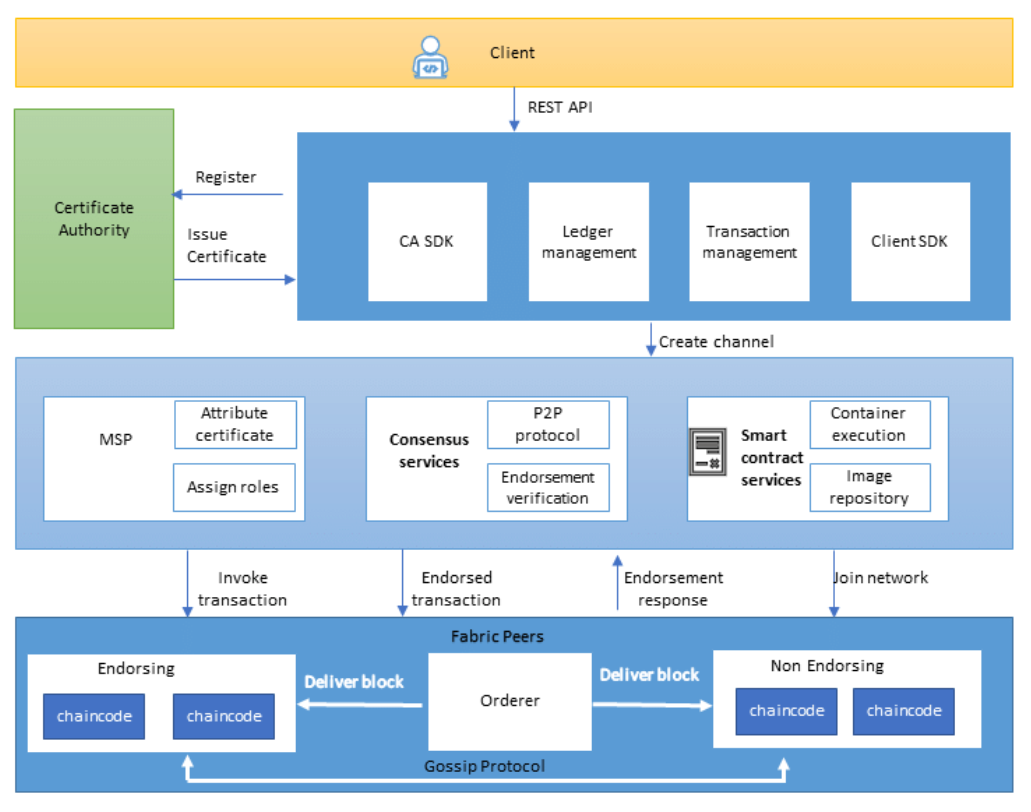 Client
REST API
Register
Certificate
Authority
Issue
Certificate
CA SDK
Ledger
management
Transaction
management
Client SDK
Create channel
MSP
Attribute
certificate
Assign roles
Consensus
services
P2P
protocol
Endorsement
verification
Smart
contract
services
Container
execution
Image
repository
Invoke
transaction
Endorsed
transaction
Endorsement
response
Join network
Fabric Peers
Endorsing
chaincode
chaincode
Deliver block
Orderer
Deliver block
Non Endorsing
chaincode
chaincode
Gossip Protocol